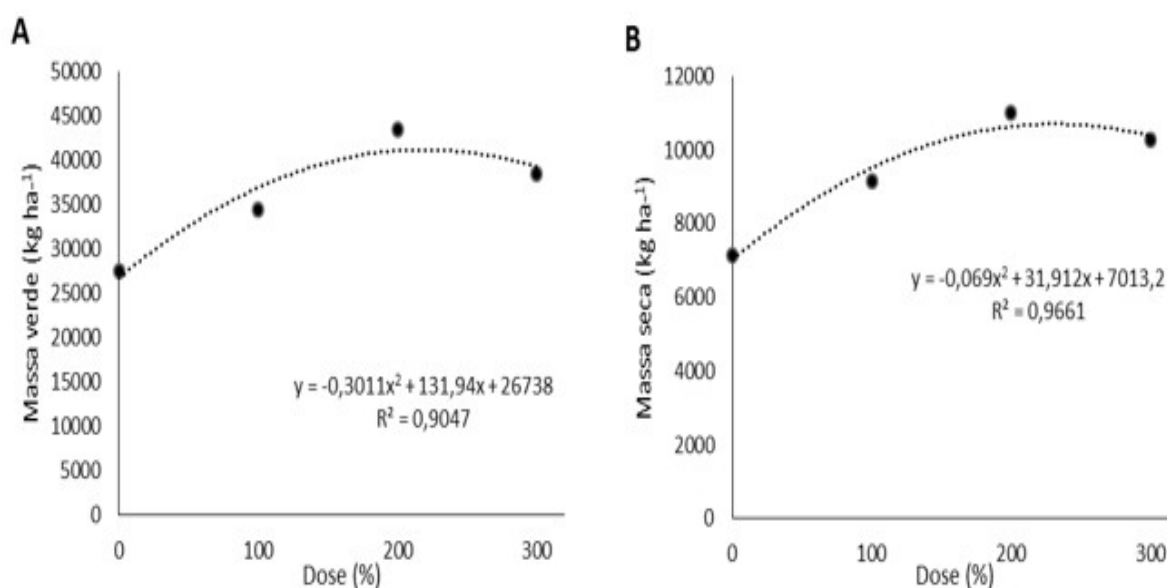 A
Massa verde (kg ha⁻¹)
50000
45000
40000
35000
30000
25000
20000
15000
10000
5000
0
y = -0,3011x² + 131,94x + 26738
R² = 0,9047
0 100 200 300
Dose (%)
B
Massa seca (kg ha⁻¹)
12000
10000
8000
6000
4000
2000
0
y = -0,069x² + 31,912x + 7013,2
R² = 0,9661
0 100 200 300
Dose (%)